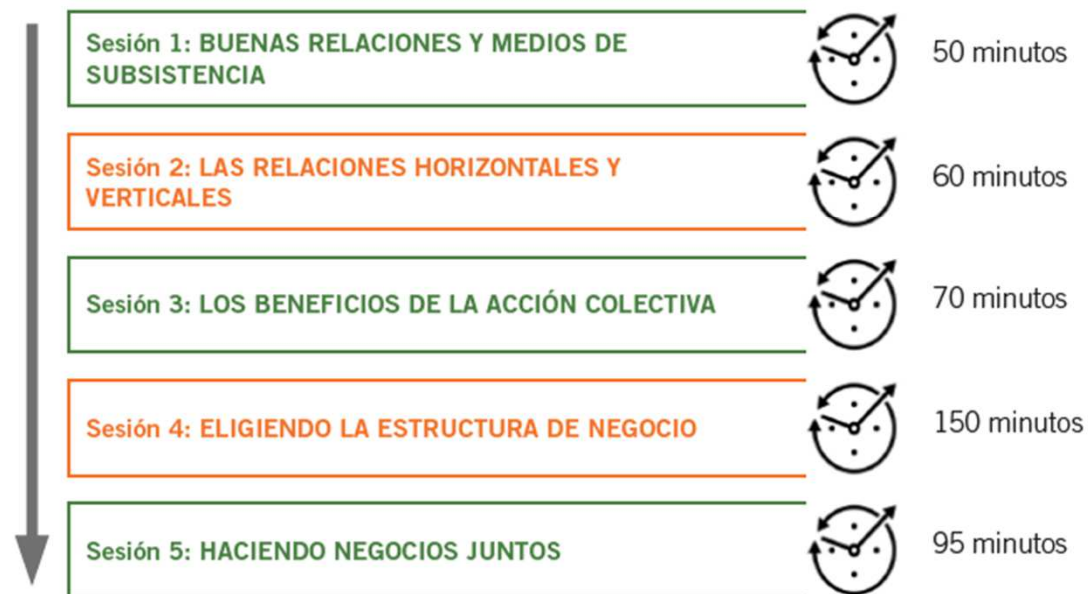 Sesión 1: BUENAS RELACIONES Y MEDIOS DE
SUBSISTENCIA
50 minutos
Sesión 2: LAS RELACIONES HORIZONTALES Y
VERTICALES
60 minutos
Sesión 3: LOS BENEFICIOS DE LA ACCIÓN COLECTIVA
70 minutos
Sesión 4: ELIGIENDO LA ESTRUCTURA DE NEGOCIO
150 minutos
Sesión 5: HACIENDO NEGOCIOS JUNTOS
95 minutos